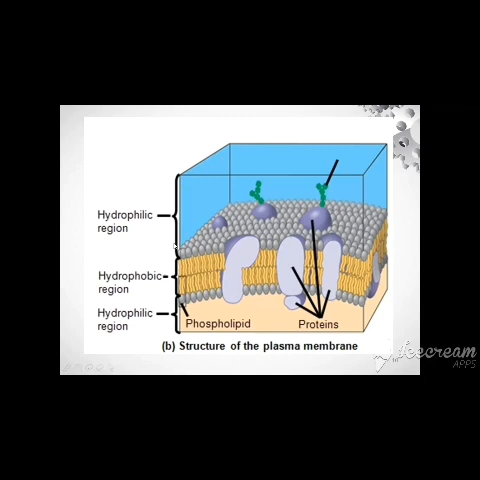 Hydrophilic
region
Hydrophobic
region
Hydrophilic
region
Phospholipid
Proteins
(b) Structure of the plasma membrane
icecream
APPS